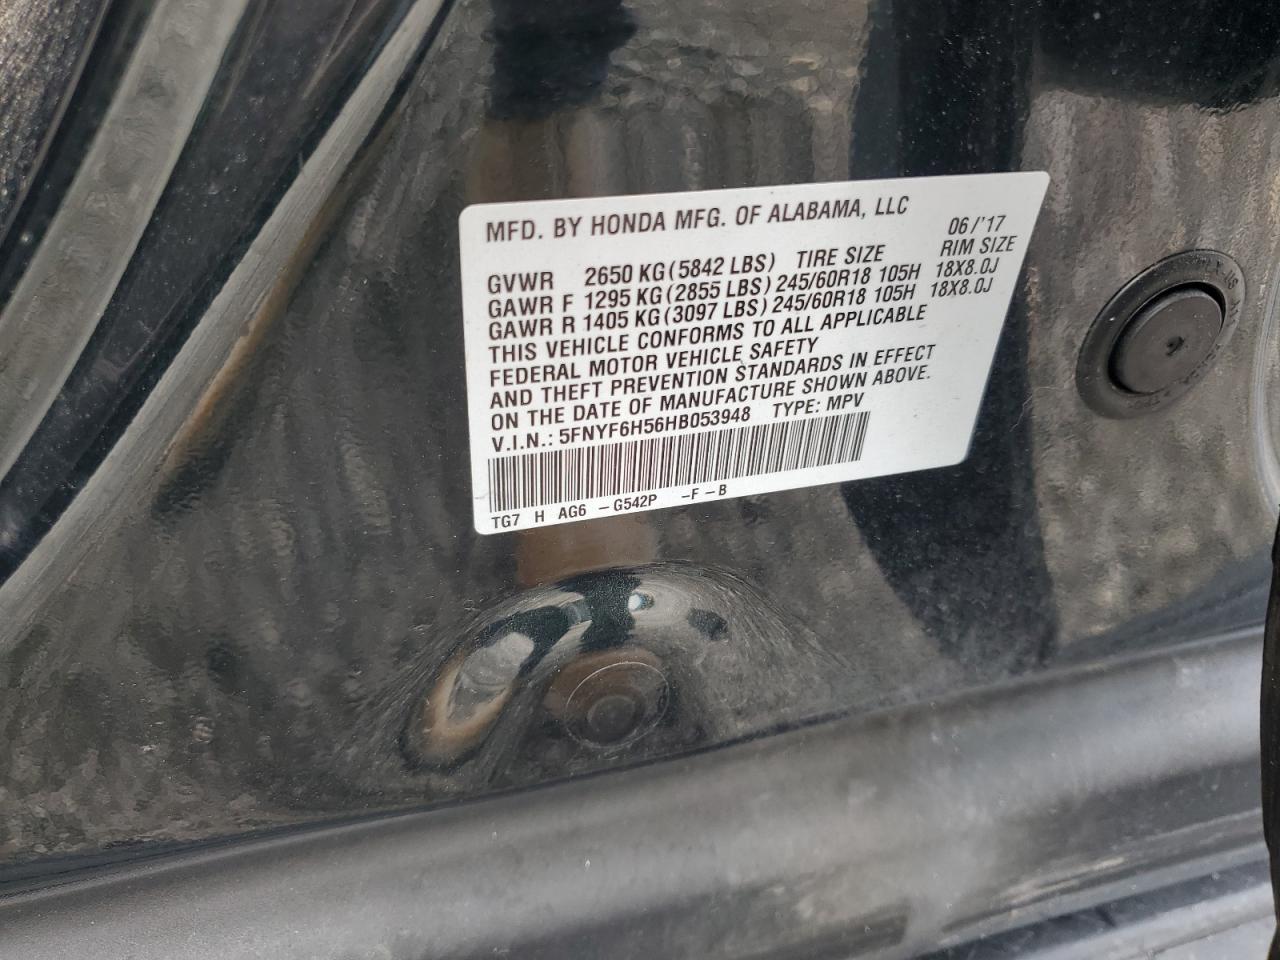 MFD. BY HONDA MFG. OF ALABAMA, LLC 06/'17
GVWR 2650 KG (5842 LBS) TIRE SIZE RIM SIZE
GAWR F 1295 KG (2855 LBS) 245/60R18 105H 18X8.0J
GAWR R 1405 KG (3097 LBS) 245/60R18 105H 18X8.0J
THIS VEHICLE CONFORMS TO ALL APPLICABLE
FEDERAL MOTOR VEHICLE SAFETY
AND THEFT PREVENTION STANDARDS IN EFFECT
ON THE DATE OF MANUFACTURE SHOWN ABOVE.
V.I.N.: 5FNYF6H56HB053948 TYPE: MPV
TG7 H AG6 -G542P -F-B